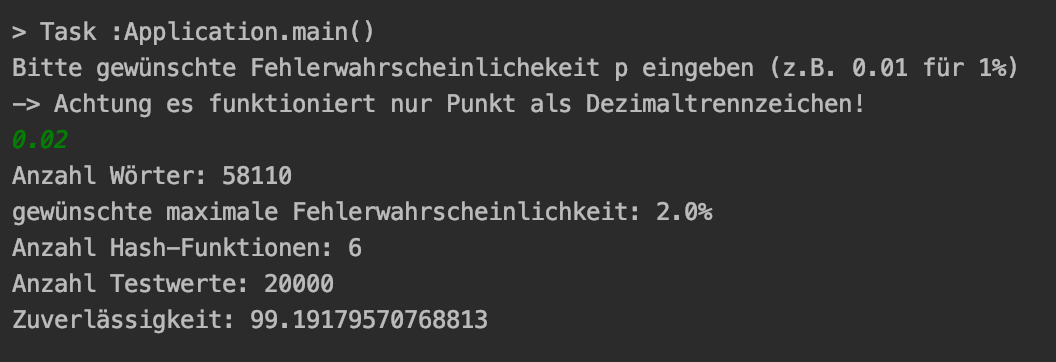 > Task :Application.main()
Bitte gewünschte Fehlerwahrscheinlichekeit p eingeben (z.B. 0.01 für 1%)
—> Achtung es funktioniert nur Punkt als Dezimaltrennzeichen!
0.02
Anzahl Wörter: 58110
gewünschte maximale Fehlerwahrscheinlichkeit: 2.0%
Anzahl Hash-Funktionen: 6
Anzahl Testwerte: 20000
Zuverlässigkeit: 99.19179570768813